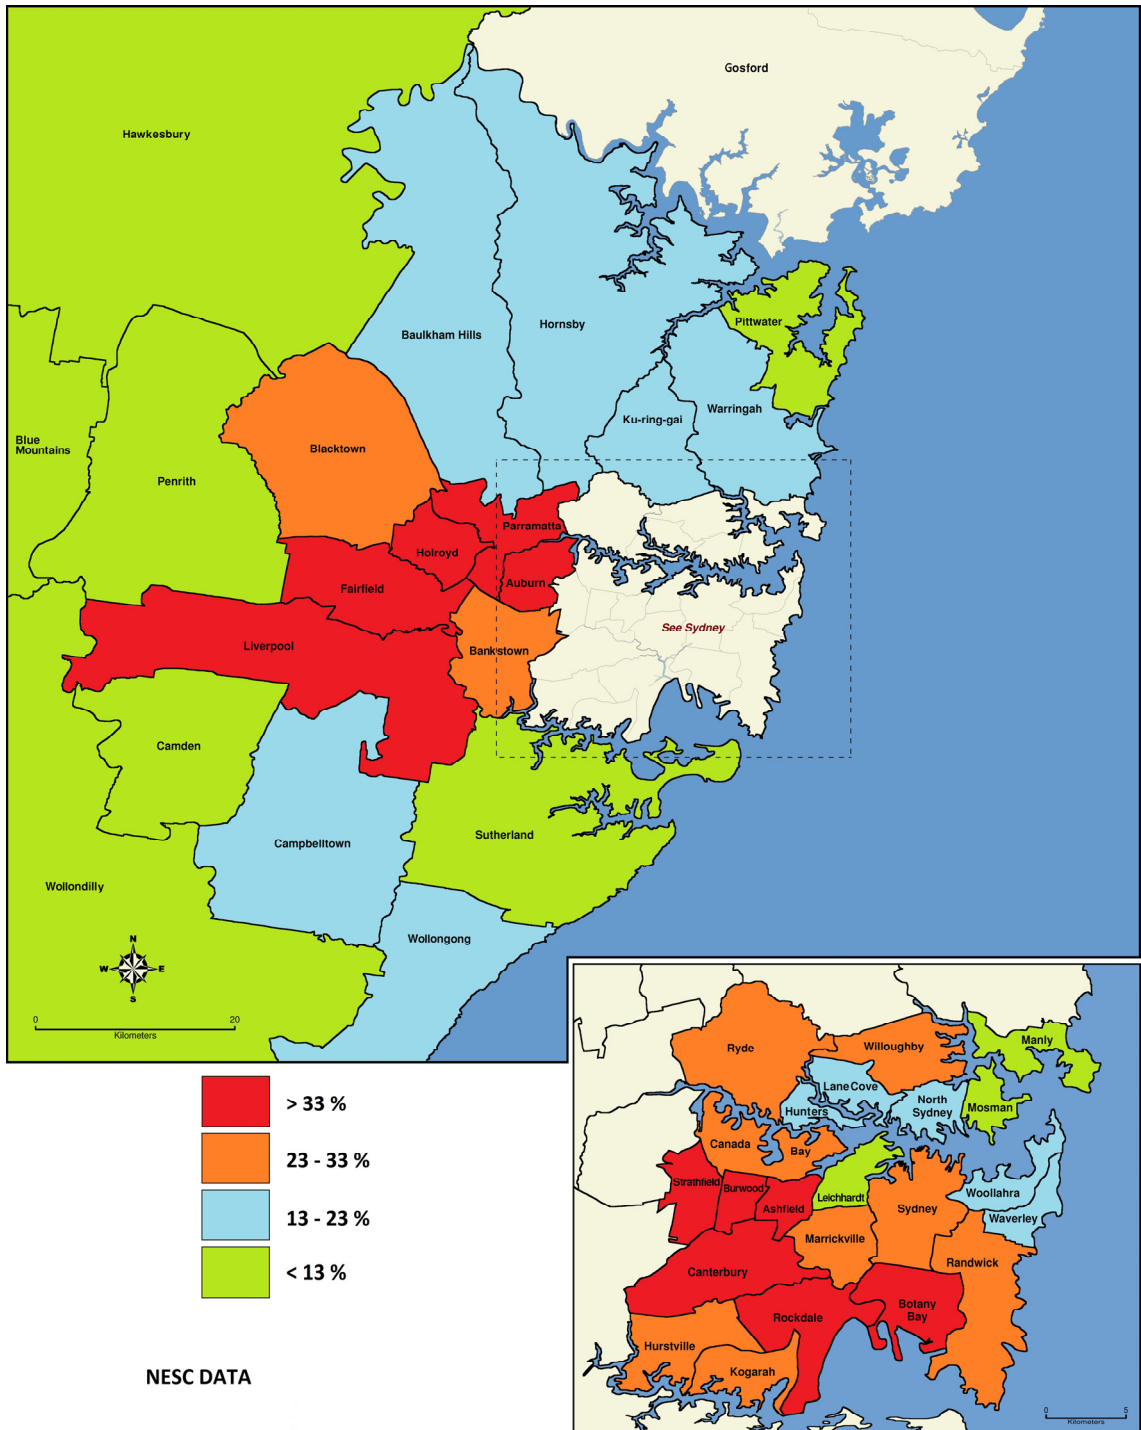 Gosford
Hawkesbury
Pittwater
Hornsby
Baulkham Hills
Warringah
Ku-ring-gai
Blue
Mountains
Blacktown
Penrith
Parramatta
Holroyd
Auburn
Fairfield
See Sydney
Liverpool
Bankstown
Camden
Sutherland
Campbelltown
Wollondilly
Wollongong
N
W
E
S
0
20
Kilometers
Ryde
Willoughby
Manly
Lane Cove
North
Sydney
Mosman
Hunters
Canada
Bay
Strathfield
Burwood
Ashfield
Leichhardt
Woollahra
Sydney
Waverley
Marrickville
Randwick
Canterbury
Botany
Bay
Rockdale
Hurstville
Kogarah
0
5
Kilometers
> 33 %
23 - 33 %
13 - 23 %
< 13 %
NESC DATA